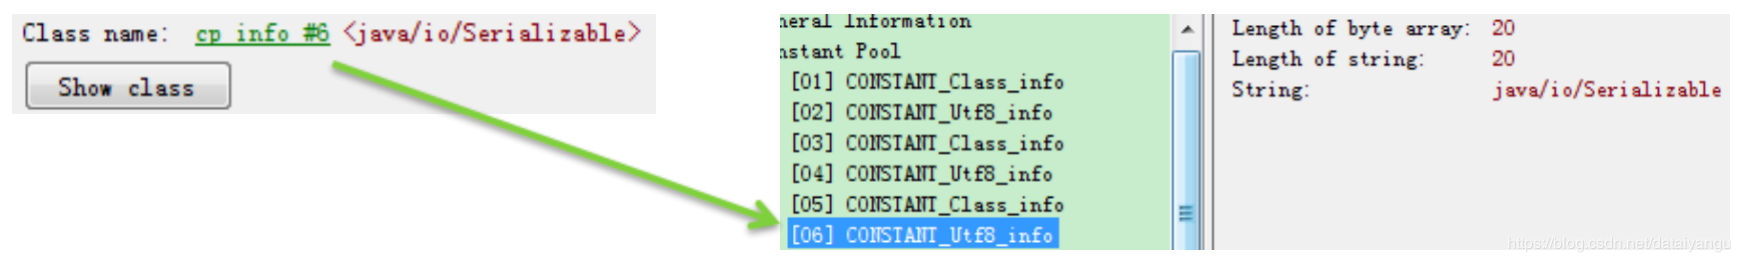 Class name: cp info #6 <java/io/Serializable>
Show class
neral Information
nstant Pool
[01] CONSTANT_Class_info
[02] CONSTANT_Utf8_info
[03] CONSTANT_Class_info
[04] CONSTANT_Utf8_info
[05] CONSTANT_Class_info
[06] CONSTANT_Utf8_info
Length of byte array: 20
Length of string: 20
String: java/io/Serializable
https://blog.csdn.net/dataiyangu